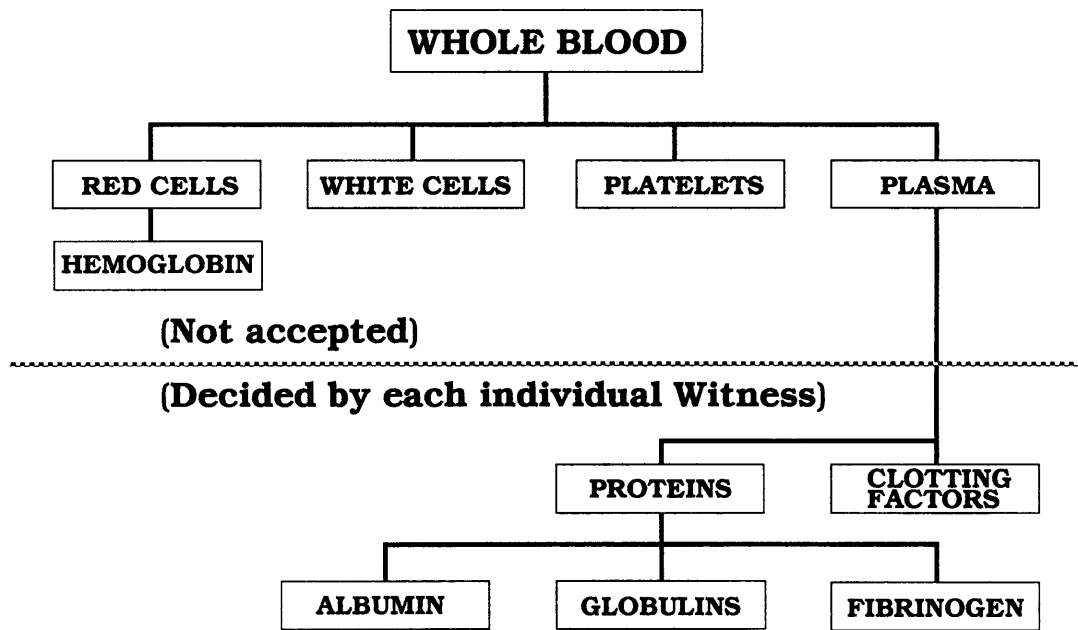 WHOLE BLOOD
RED CELLS
WHITE CELLS
PLATELETS
PLASMA
HEMOGLOBIN
(Not accepted)
(Decided by each individual Witness)
PROTEINS
CLOTTING
FACTORS
ALBUMIN
GLOBULINS
FIBRINOGEN